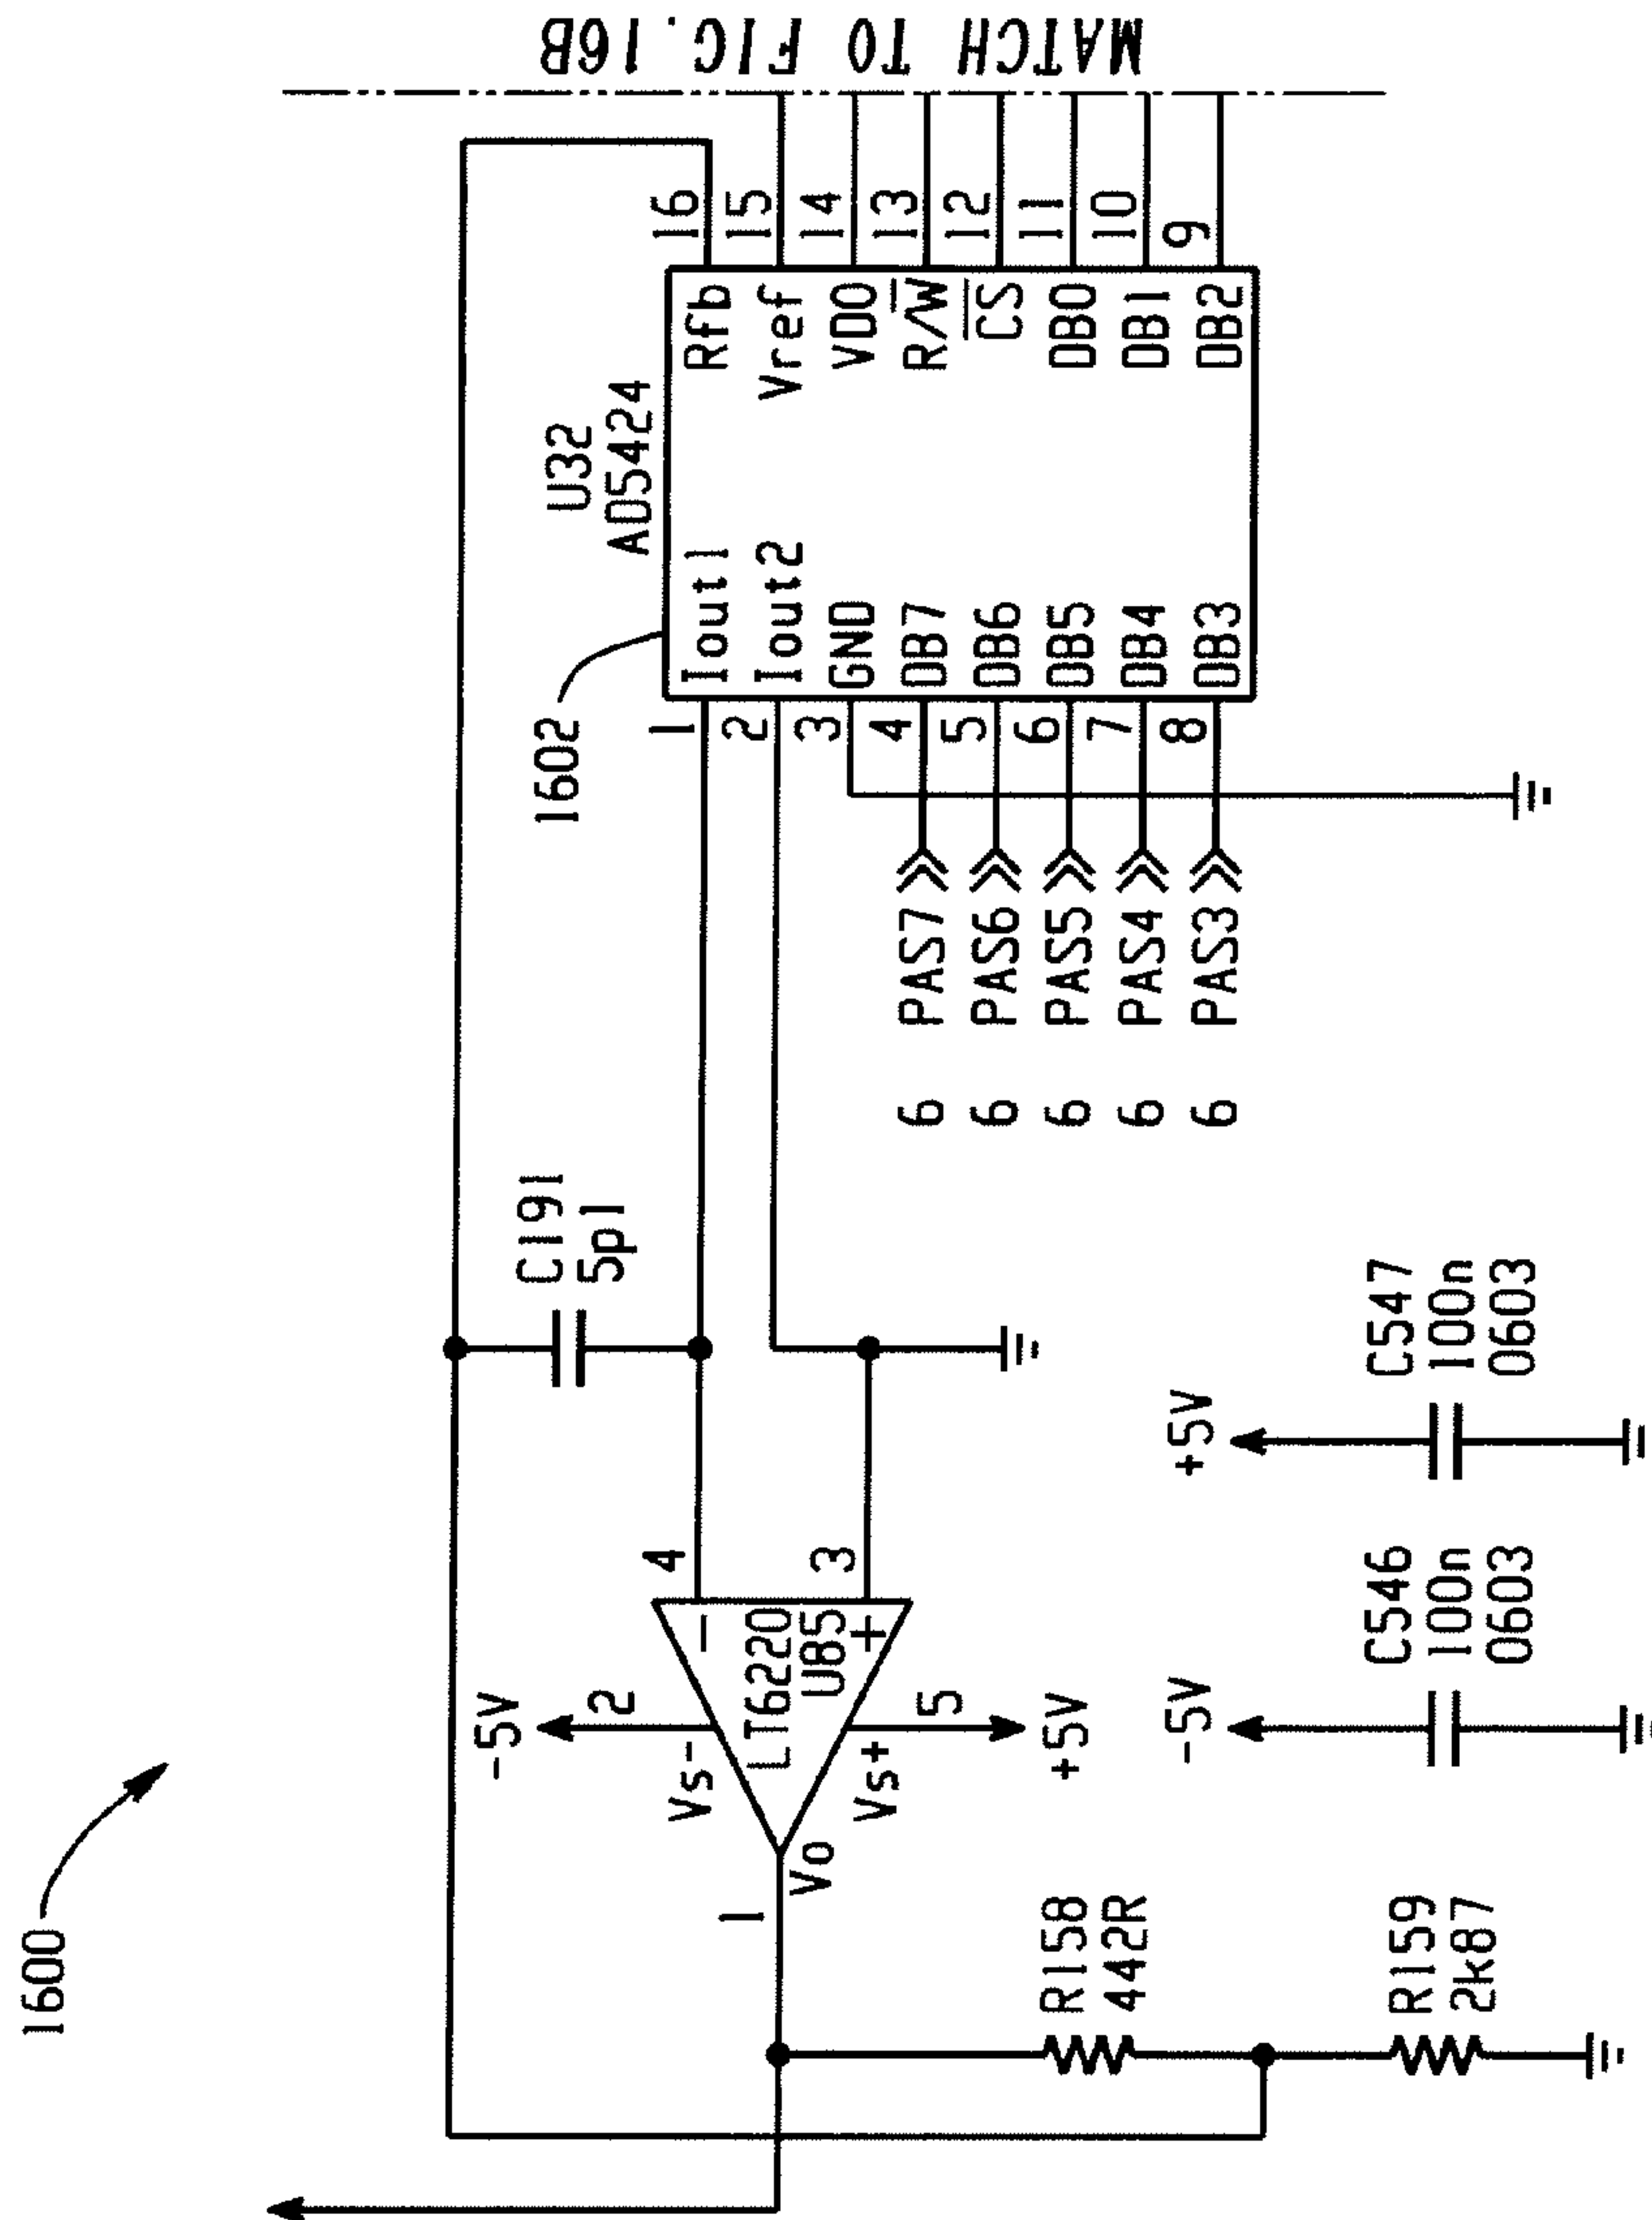 1600
MATCH TO FIG.16B
U32
AD5424
1602
Iout1
Iout2
GND
DB7
DB6
DB5
DB4
DB3
Rfb
Vref
VDD
R/W
CS
DB0
DB1
DB2
1
2
3
4
5
6
7
8
16
15
14
13
12
11
10
9
PAS7
PAS6
PAS5
PAS4
PAS3
6
6
6
6
6
C191
5p1
4
3
-
+
LT6220
U85
-5V
2
Vs-
5
Vs+
+5V
1
Vo
R158
442R
R159
2k87
-5V
C546
100n
0603
+5V
C547
100n
0603